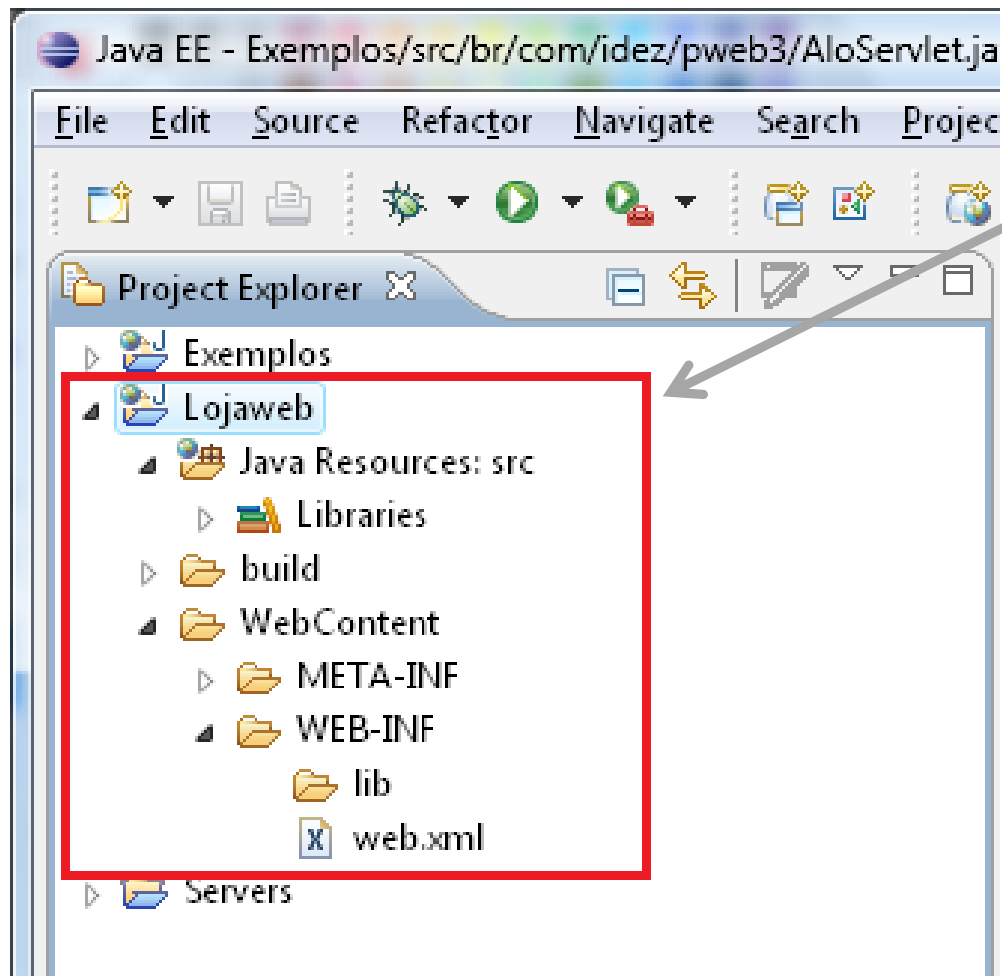 Java EE - Exemplos/src/br/com/idez/pweb3/AloServlet.ja
File Edit Source Refactor Navigate Search Projec
Project Explorer
Exemplos
Lojaweb
Java Resources: src
Libraries
build
WebContent
META-INF
WEB-INF
lib
web.xml
Servers